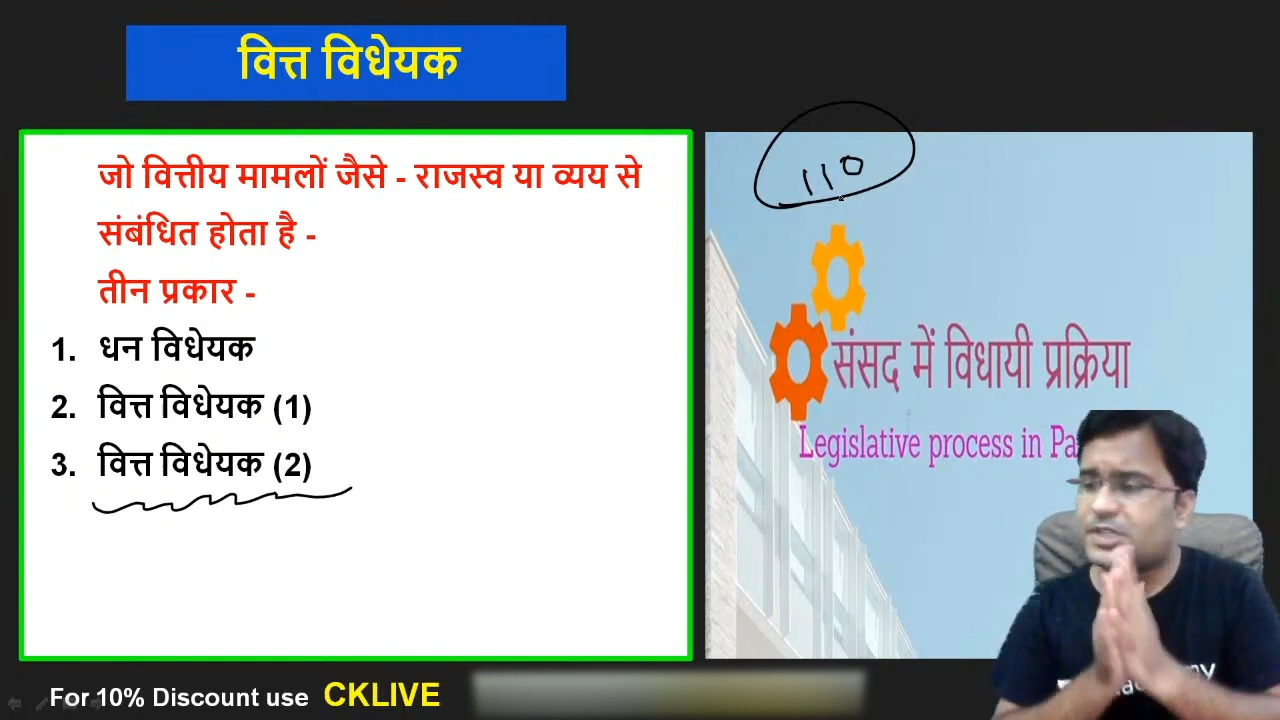 वित्त विधेयक
जो वित्तीय मामलों जैसे - राजस्व या व्यय से
संबंधित होता है -
तीन प्रकार -
1. धन विधेयक
2. वित्त विधेयक (1)
3. वित्त विधेयक (2)
110
संसद में विधायी प्रक्रिया
Legislative process in
For 10% Discount use CKLIVE